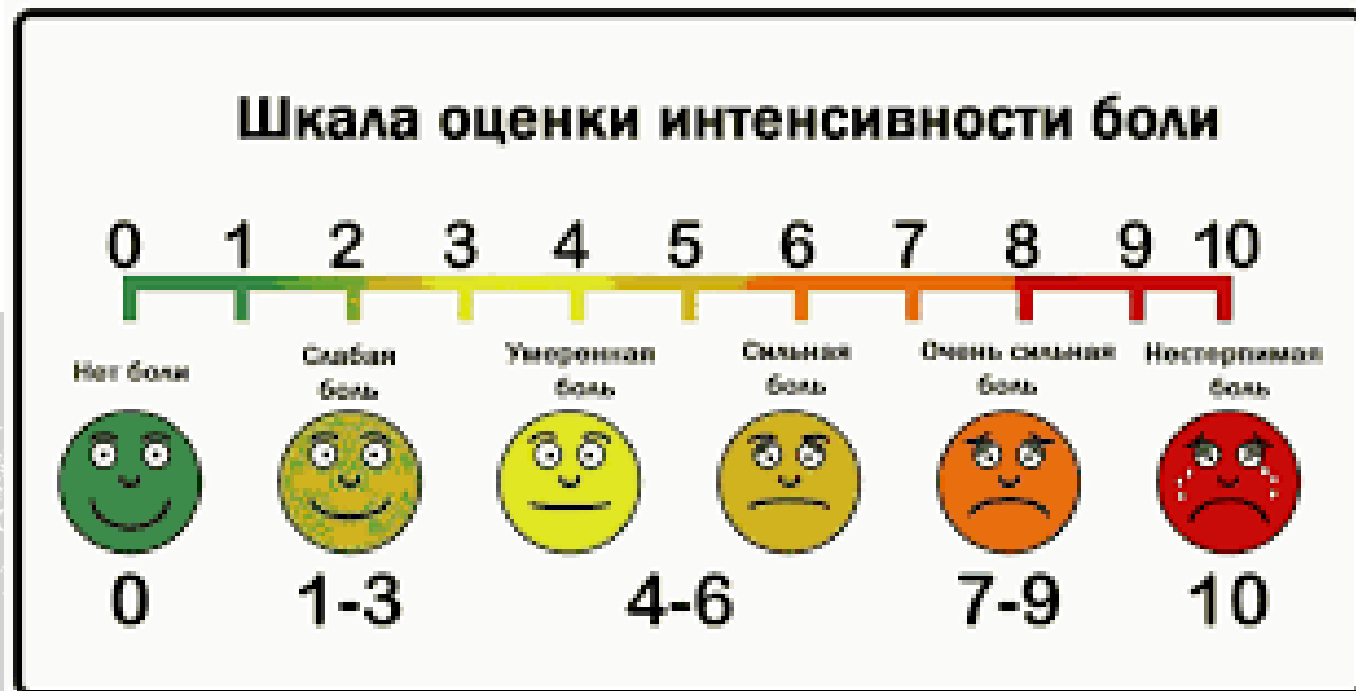 Шкала оценки интенсивности боли
0 1 2 3 4 5 6 7 8 9 10
Нет боли
Слабая
боль
Умеренная
боль
Сильная
боль
Очень сильная
боль
Нестерпимая
боль
0 1-3 4-6 7-9 10